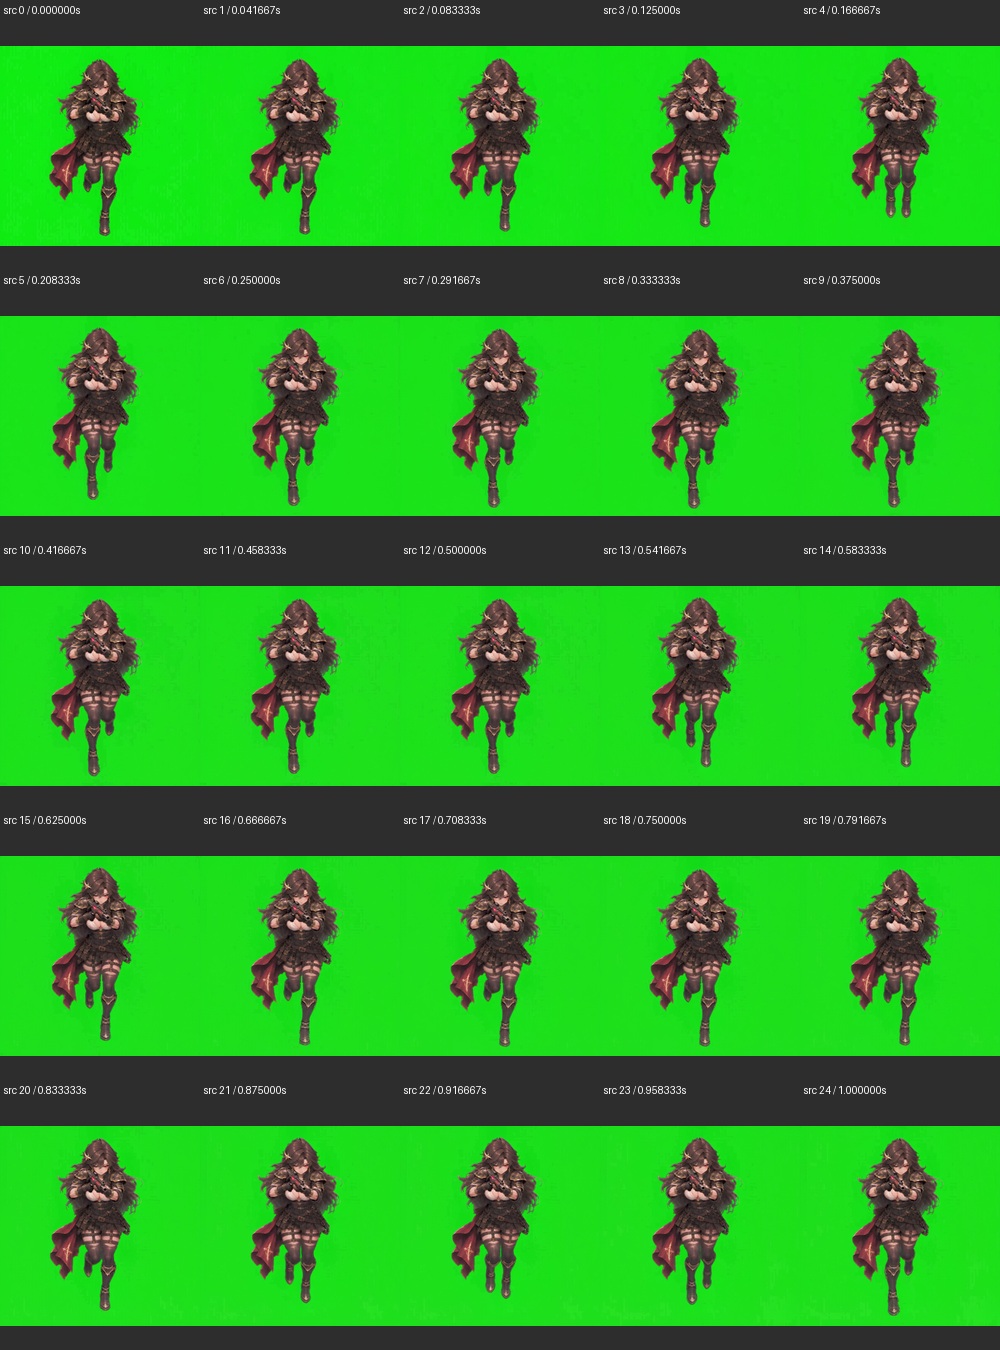 src 0 / 0.000000s
src 1 / 0.041667s
src 2 / 0.083333s
src 3 / 0.125000s
src 4 / 0.166667s
src 5 / 0.208333s
src 6 / 0.250000s
src 7 / 0.291667s
src 8 / 0.333333s
src 9 / 0.375000s
src 10 / 0.416667s
src 11 / 0.458333s
src 12 / 0.500000s
src 13 / 0.541667s
src 14 / 0.583333s
src 15 / 0.625000s
src 16 / 0.666667s
src 17 / 0.708333s
src 18 / 0.750000s
src 19 / 0.791667s
src 20 / 0.833333s
src 21 / 0.875000s
src 22 / 0.916667s
src 23 / 0.958333s
src 24 / 1.000000s